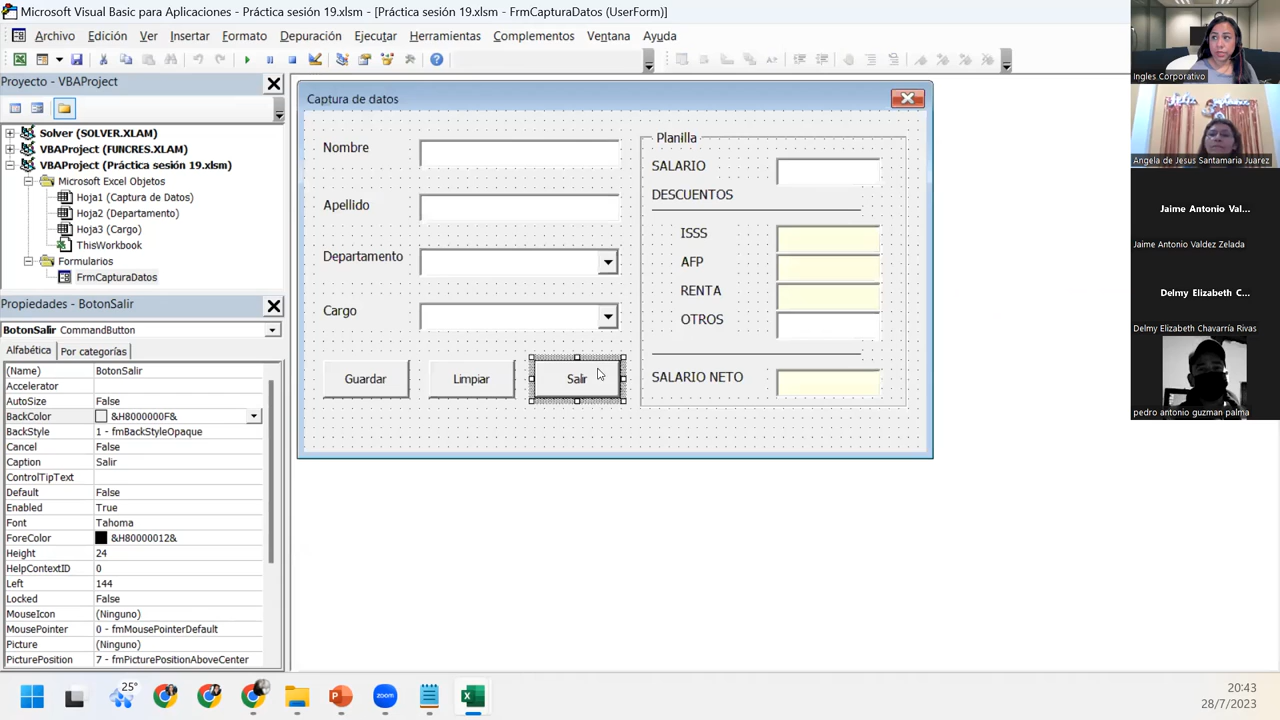 Microsoft Visual Basic para Aplicaciones - Práctica sesión 19.xlsm - [Práctica sesión 19.xlsm - FrmCapturaDatos (UserForm)]
Archivo Edición Ver Insertar Formato Depuración Ejecutar Herramientas Complementos Ventana Ayuda
Proyecto - VBAProject
Solver (SOLVER.XLAM)
VBAProject (FUNCRES.XLAM)
VBAProject (Práctica sesión 19.xlsm)
Microsoft Excel Objetos
Hoja1 (Captura de Datos)
Hoja2 (Departamento)
Hoja3 (Cargo)
ThisWorkbook
Formularios
FrmCapturaDatos
Propiedades - BotonSalir
BotonSalir CommandButton
Alfabética Por categorías
(Name) BotonSalir
Accelerator
AutoSize False
BackColor &H8000000F&
BackStyle 1 - fmBackStyleOpaque
Cancel False
Caption Salir
ControlTipText
Default False
Enabled True
Font Tahoma
ForeColor &H80000012&
Height 24
HelpContextID 0
Left 144
Locked False
MouseIcon (Ninguno)
MousePointer 0 - fmMousePointerDefault
Picture (Ninguno)
PicturePosition 7 - fmPicturePositionAboveCenter
Captura de datos
Nombre
Apellido
Departamento
Cargo
Guardar Limpiar Salir
Planilla
SALARIO
DESCUENTOS
ISSS
AFP
RENTA
OTROS
SALARIO NETO
Ingles Corporativo
Angela de Jesus Santamaria Juarez
Jaime Antonio Val...
Jaime Antonio Valdez Zelada
Delmy Elizabeth C...
Delmy Elizabeth Chavarría Rivas
pedro antonio guzman palma
25°
zoom
20:43
28/7/2023